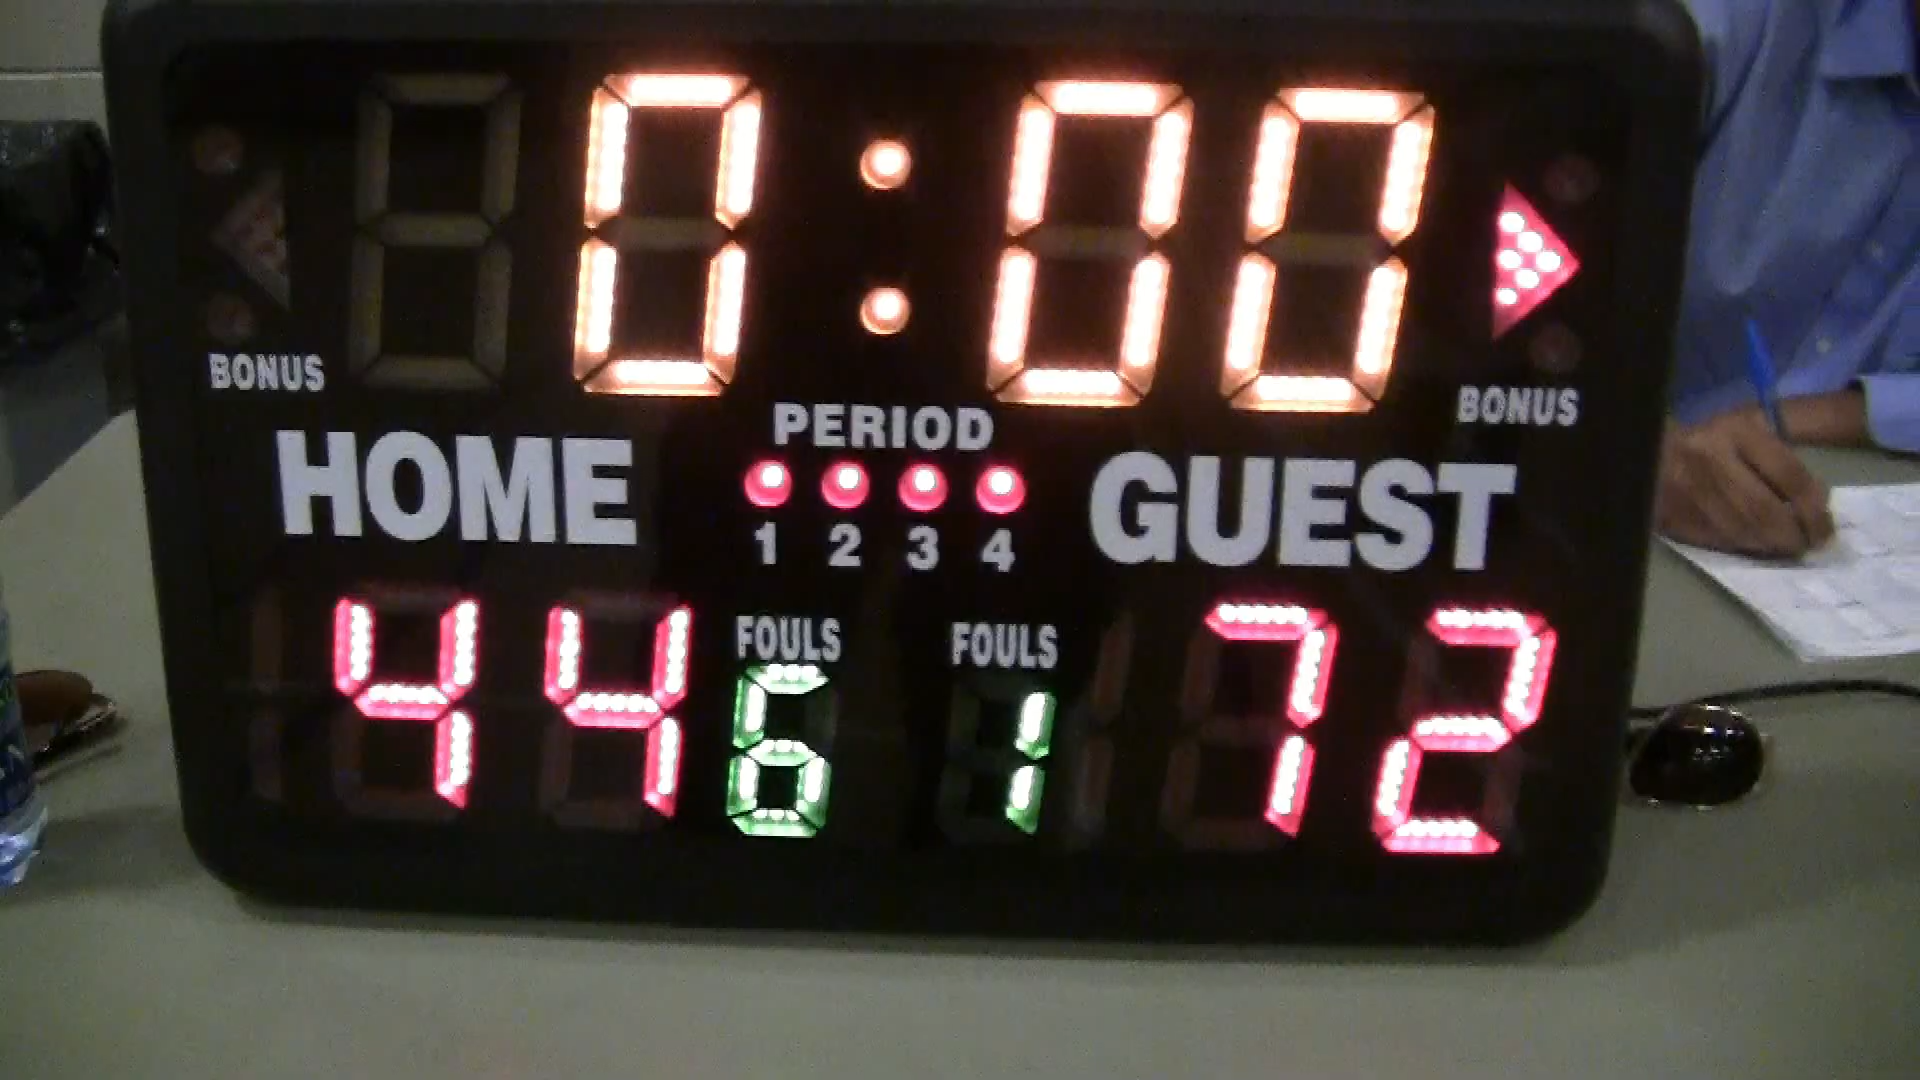 0:00
BONUS BONUS
PERIOD
HOME GUEST
1 2 3 4
FOULS FOULS
44 6 1 72